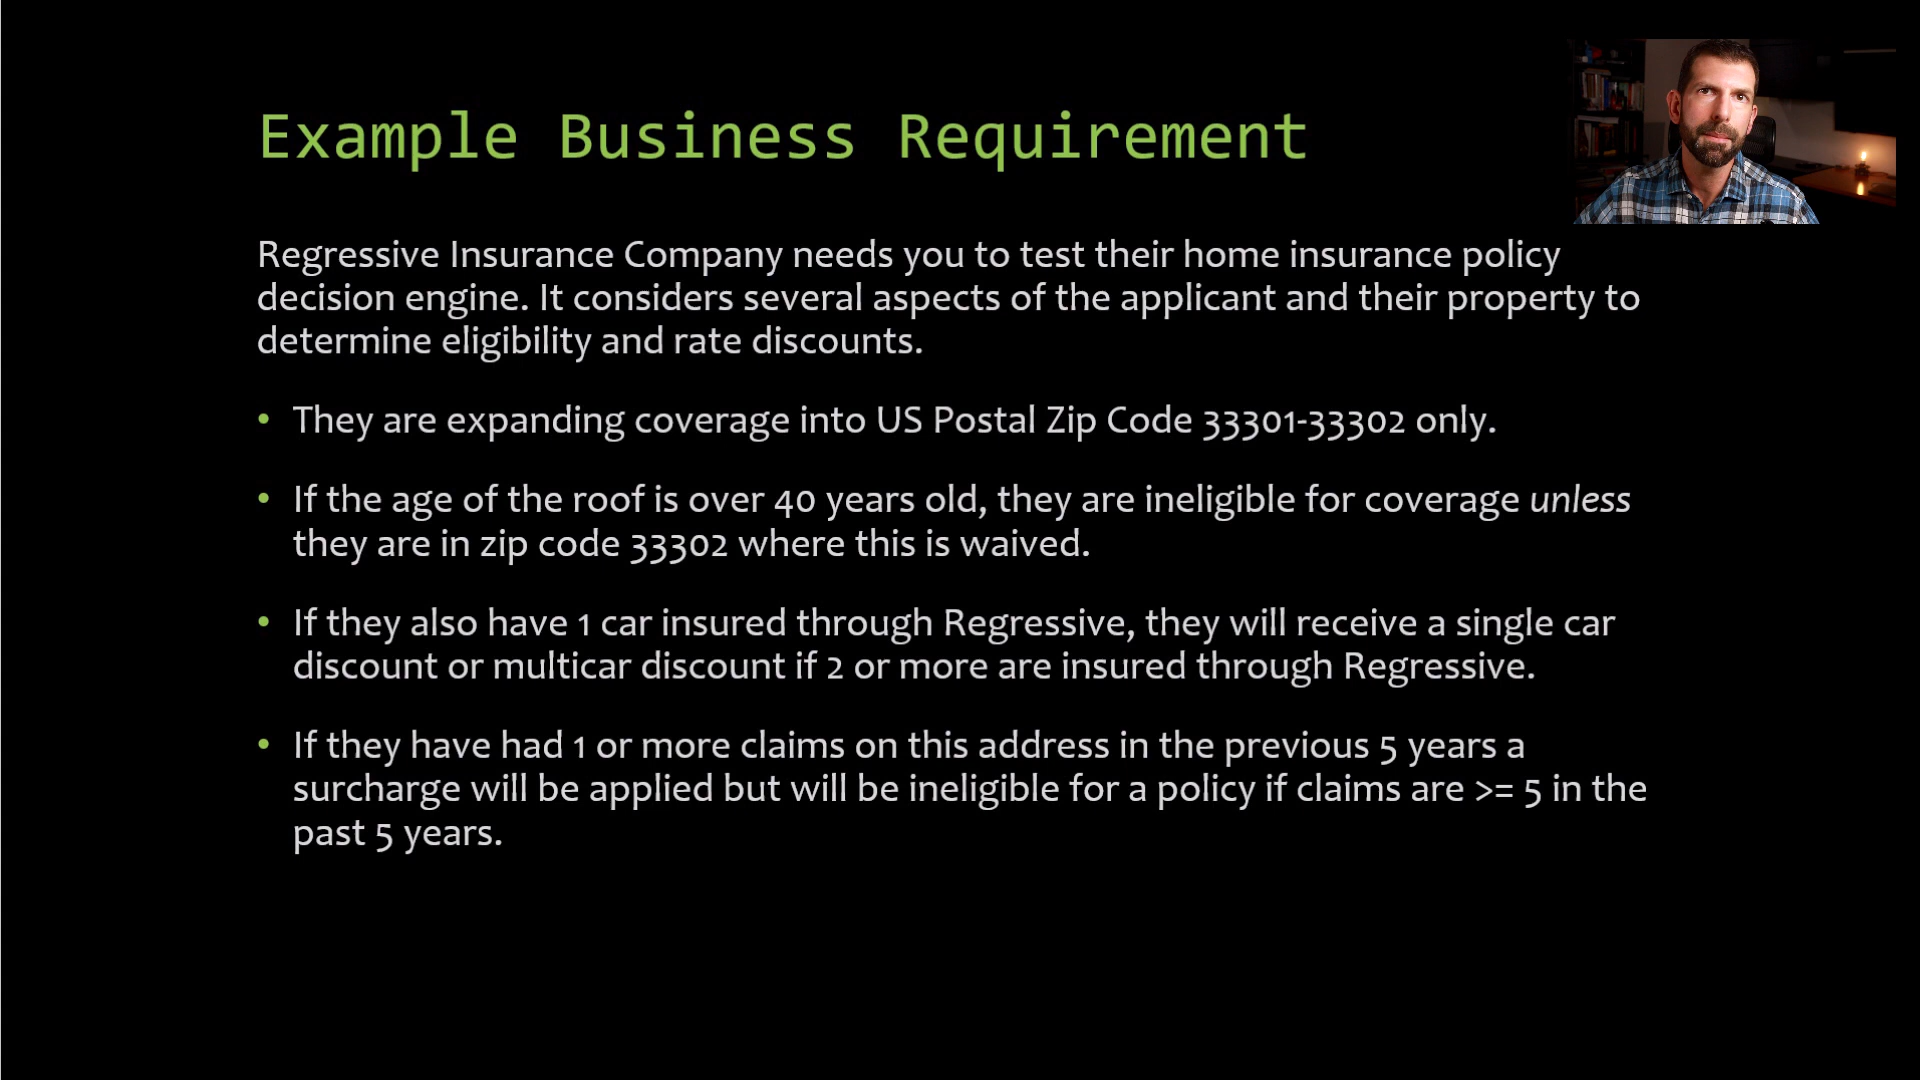 Example Business Requirement
Regressive Insurance Company needs you to test their home insurance policy
decision engine. It considers several aspects of the applicant and their property to
determine eligibility and rate discounts.
• They are expanding coverage into US Postal Zip Code 33301-33302 only.
• If the age of the roof is over 40 years old, they are ineligible for coverage unless
they are in zip code 33302 where this is waived.
• If they also have 1 car insured through Regressive, they will receive a single car
discount or multicar discount if 2 or more are insured through Regressive.
• If they have had 1 or more claims on this address in the previous 5 years a
surcharge will be applied but will be ineligible for a policy if claims are >= 5 in the
past 5 years.